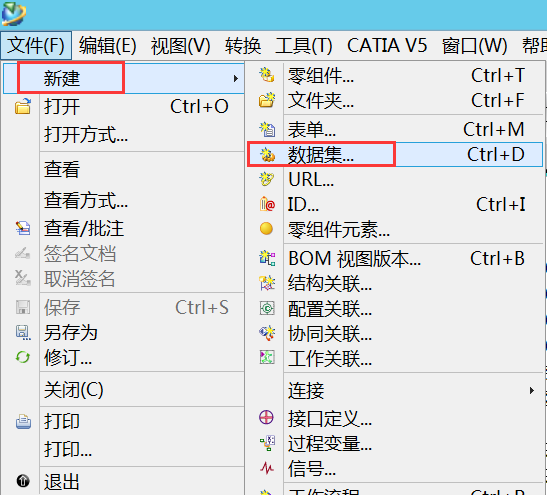 文件(F) 编辑(E) 视图(V) 转换 工具(T) CATIA V5 窗口(W)
新建
打开 Ctrl+O
打开方式...
查看
查看方式...
查看/批注
签名文档
取消签名
保存 Ctrl+S
另存为
修订...
关闭(C)
打印
打印...
退出
零组件... Ctrl+T
文件夹... Ctrl+F
表单... Ctrl+M
数据集... Ctrl+D
URL...
ID... Ctrl+I
零组件元素...
BOM 视图版本... Ctrl+B
结构关联...
配置关联...
协同关联...
工作关联...
连接
接口定义...
过程变量...
信号...